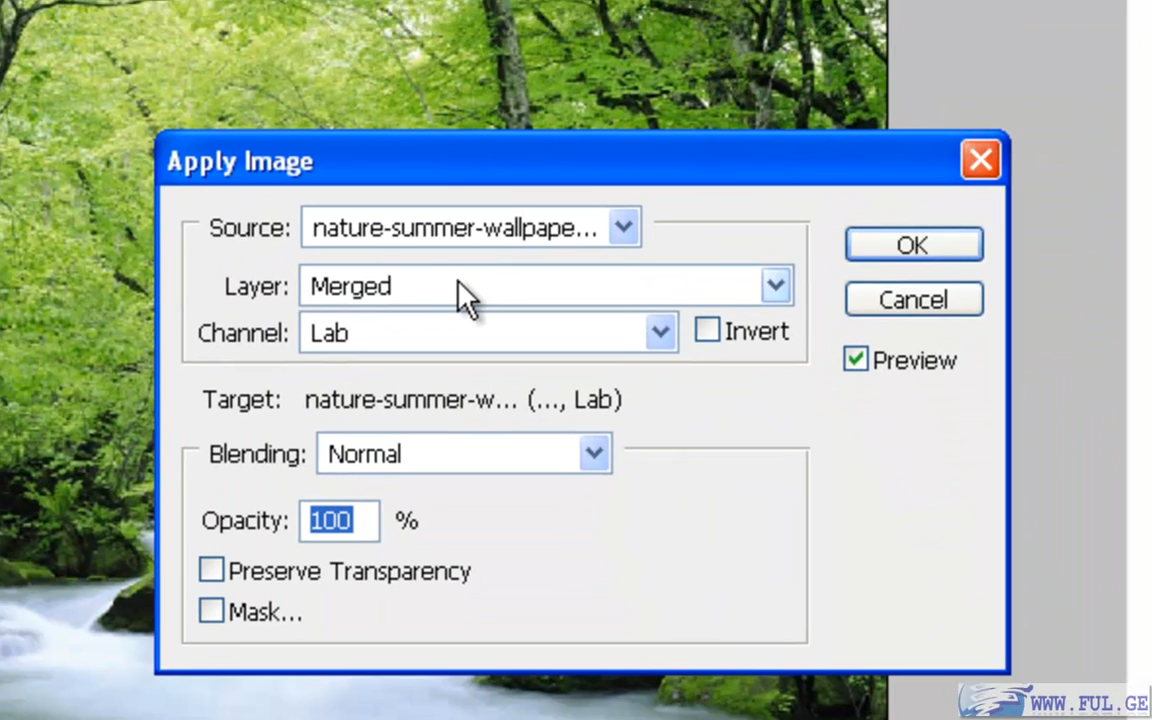 Apply Image
Source: nature-summer-wallpape...
OK
Layer: Merged
Cancel
Channel: Lab
Invert
Preview
Target: nature-summer-w... (..., Lab)
Blending: Normal
Opacity: 100 %
Preserve Transparency
Mask...
WWW.FUL.GE